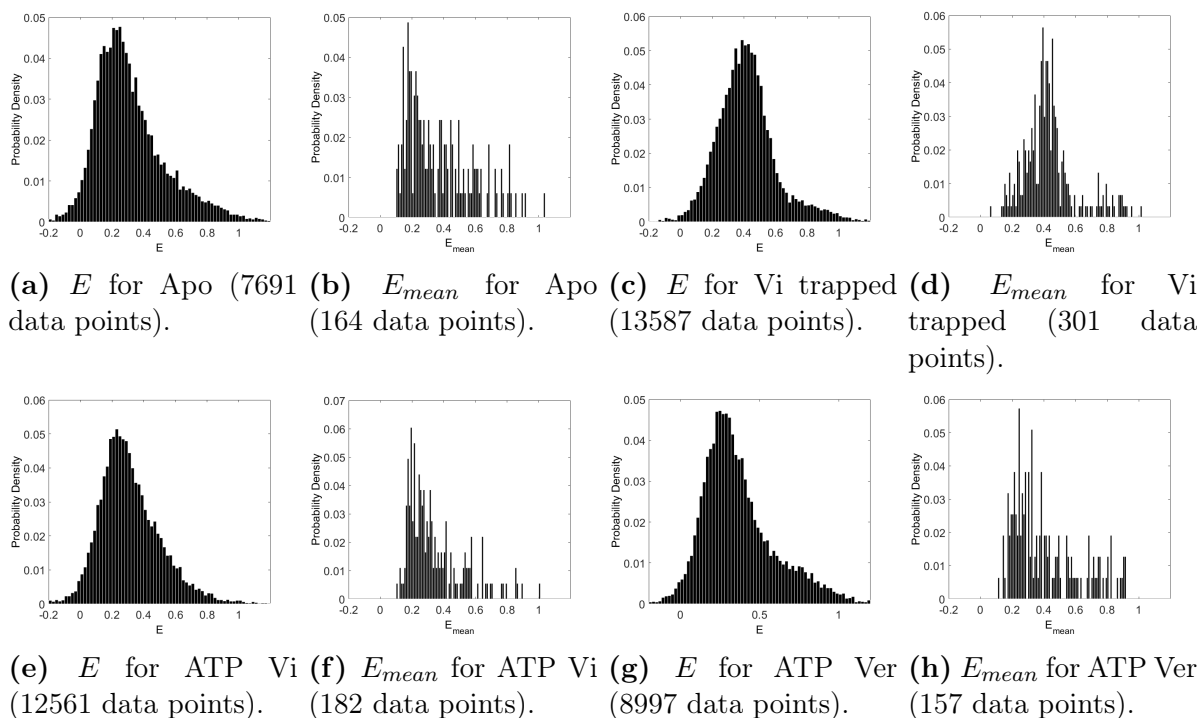 0.05
0.04
0.03
0.02
0.01
0
-0.2 0 0.2 0.4 0.6 0.8 1
E
Probability Density
0.05
0.04
0.03
0.02
0.01
0
-0.2 0 0.2 0.4 0.6 0.8 1
E_mean
Probability Density
0.06
0.05
0.04
0.03
0.02
0.01
0
-0.2 0 0.2 0.4 0.6 0.8 1
E
Probability Density
0.06
0.05
0.04
0.03
0.02
0.01
0
-0.2 0 0.2 0.4 0.6 0.8 1
E_mean
Probability Density
(a) E for Apo (7691
data points).
(b) E_mean for Apo
(164 data points).
(c) E for Vi trapped
(13587 data points).
(d) E_mean for Vi
trapped (301 data
points).
0.06
0.05
0.04
0.03
0.02
0.01
0
-0.2 0 0.2 0.4 0.6 0.8 1
E
Probability Density
0.07
0.06
0.05
0.04
0.03
0.02
0.01
0
-0.2 0 0.2 0.4 0.6 0.8 1
E_mean
Probability Density
0.05
0.04
0.03
0.02
0.01
0
0 0.5 1
E
Probability Density
0.06
0.05
0.04
0.03
0.02
0.01
0
-0.2 0 0.2 0.4 0.6 0.8 1
E_mean
Probability Density
(e) E for ATP Vi
(12561 data points).
(f) E_mean for ATP Vi
(182 data points).
(g) E for ATP Ver
(8997 data points).
(h) E_mean for ATP Ver
(157 data points).